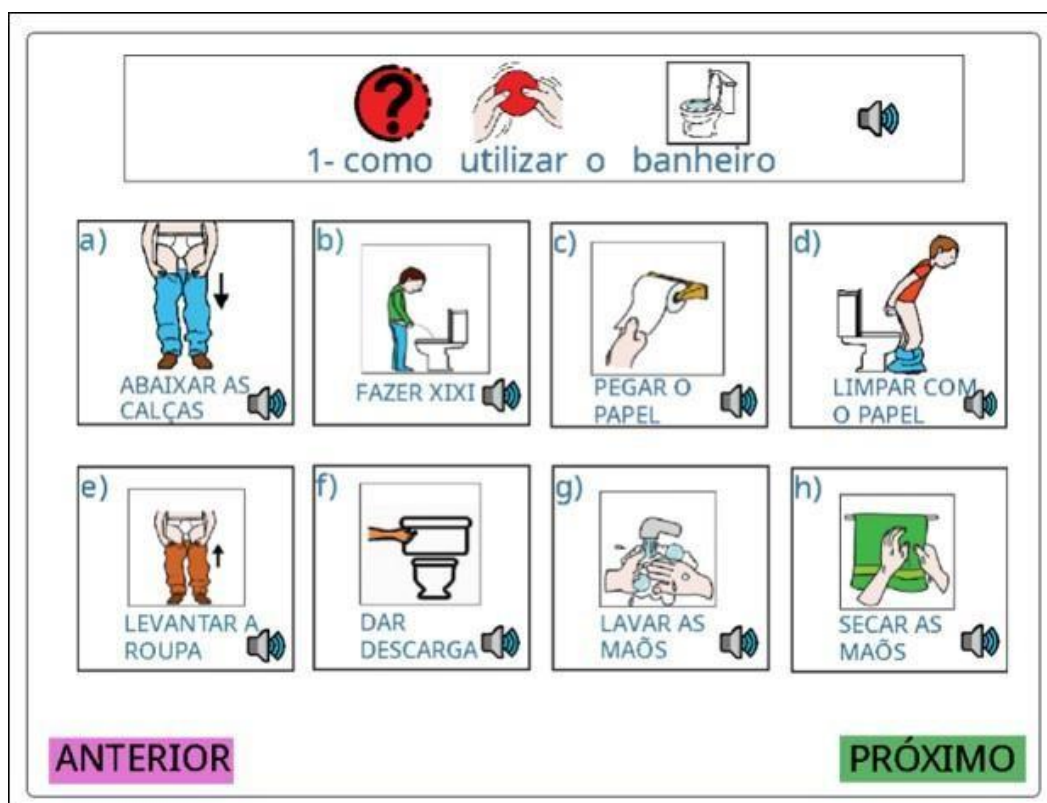 1- como utilizar o banheiro
a)
ABAIXAR AS
CALÇAS
b)
FAZER XIXI
c)
PEGAR O
PAPEL
d)
LIMPAR COM
O PAPEL
e)
LEVANTAR A
ROUPA
f)
DAR
DESCARGA
g)
LAVAR AS
MAÕS
h)
SECAR AS
MAÕS
ANTERIOR
PRÓXIMO